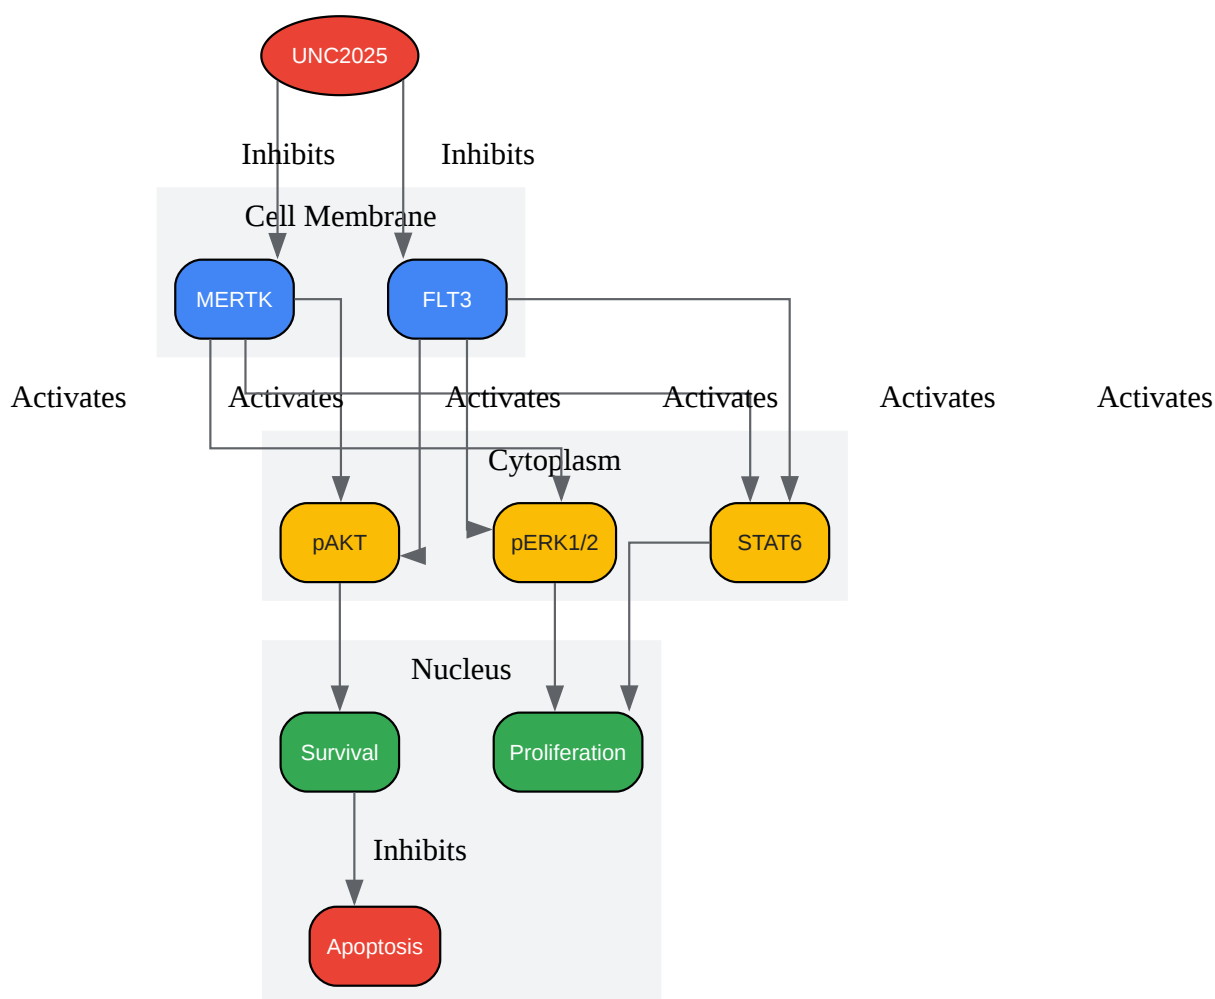 UNC2025
Inhibits
Inhibits
Cell Membrane
MERTK
FLT3
Activates
Activates
Activates
Activates
Activates
Activates
Cytoplasm
pAKT
pERK1/2
STAT6
Nucleus
Survival
Proliferation
Inhibits
Apoptosis